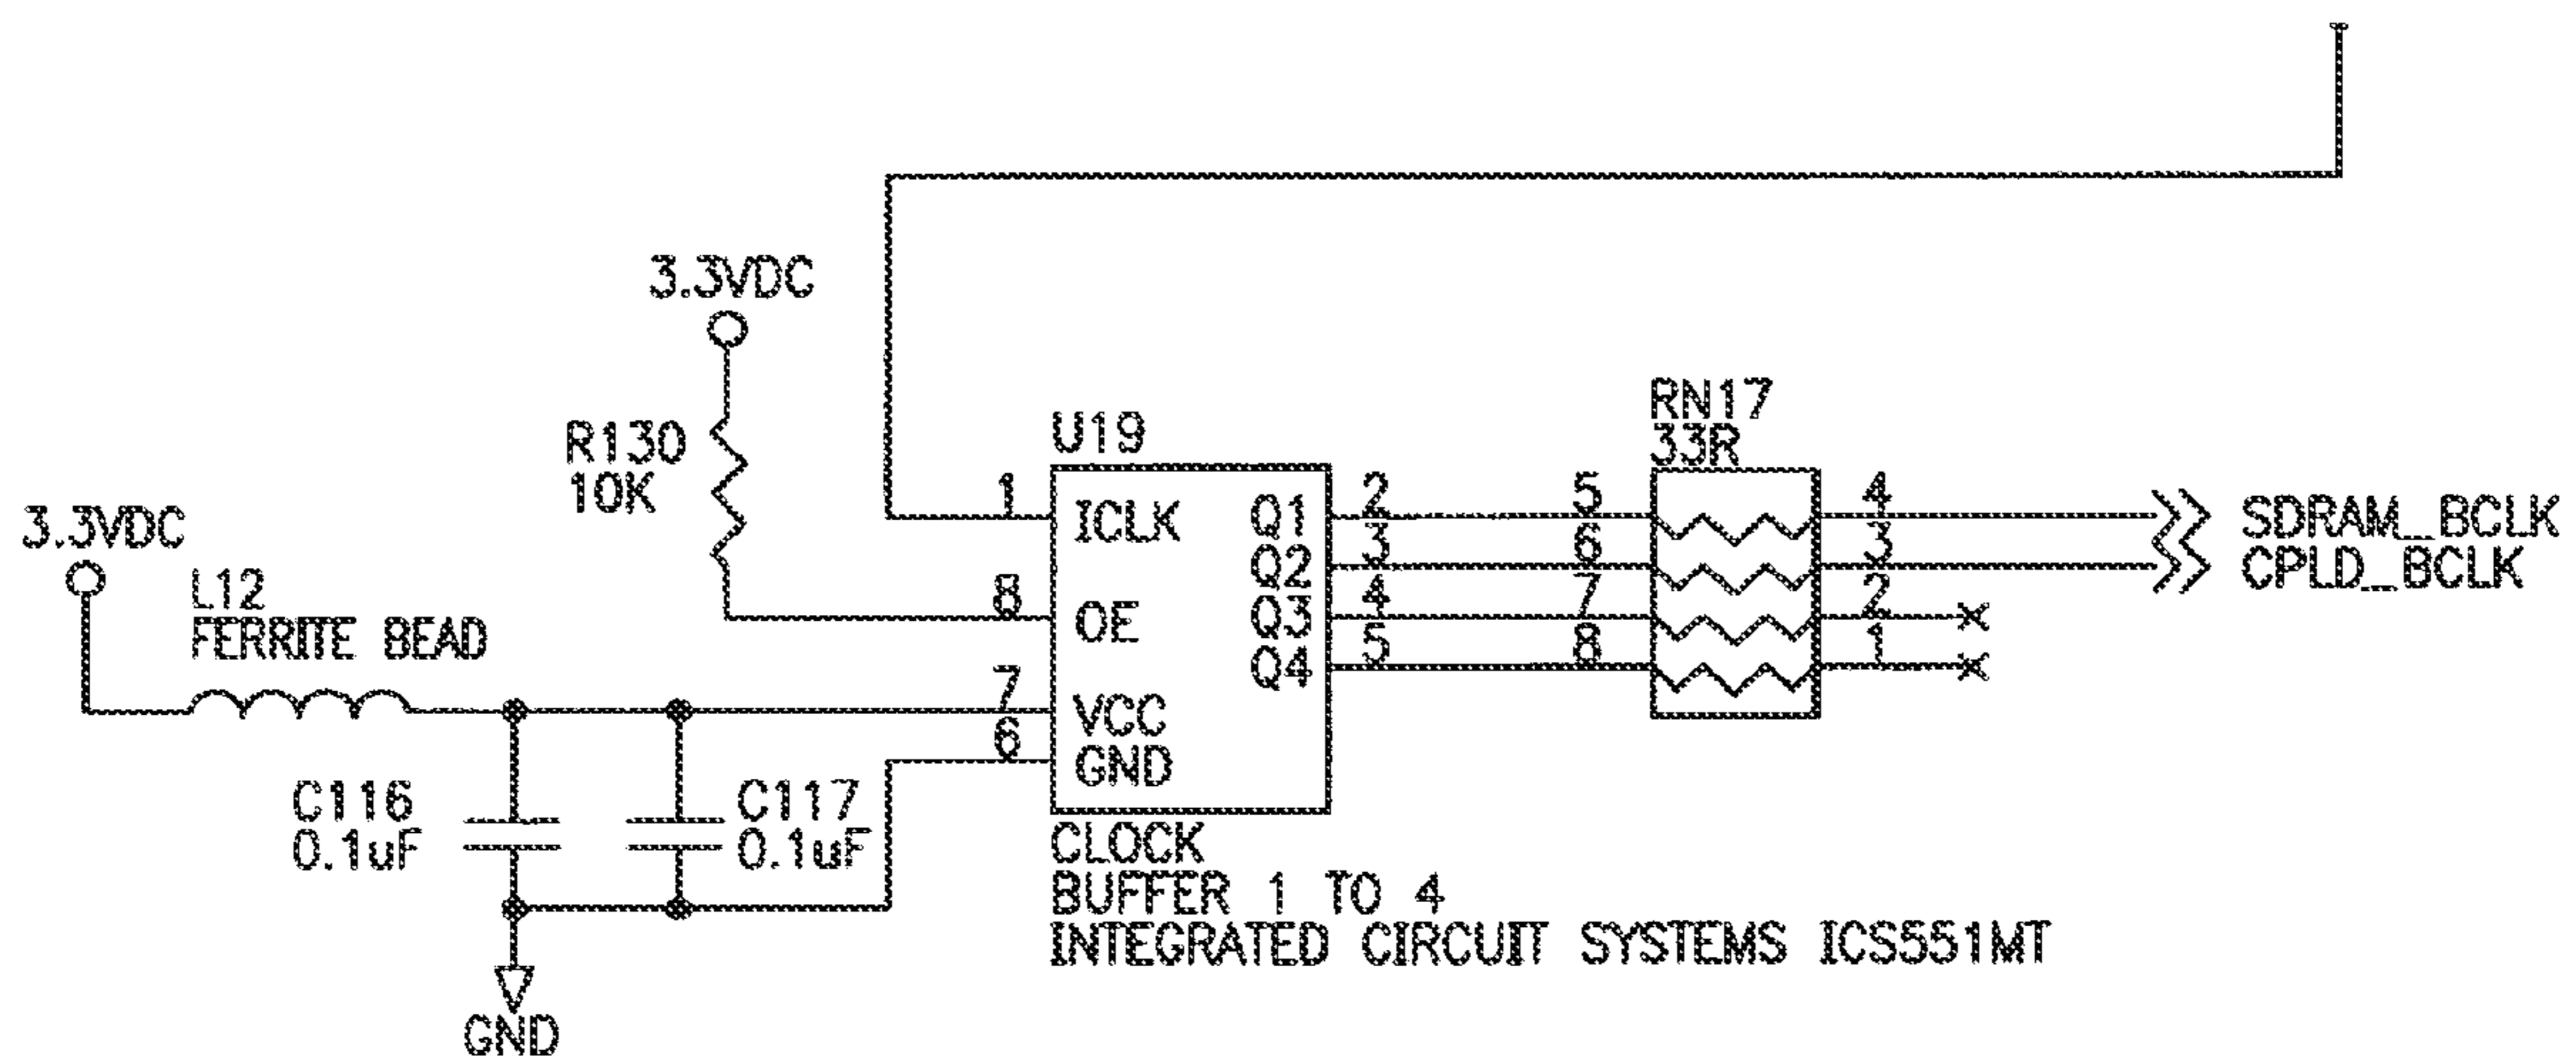 3.3VDC
R130
10K
3.3VDC
L12
FERRITE BEAD
C116
0.1uF
C117
0.1uF
GND
U19
1
8
7
6
ICLK
OE
VCC
GND
Q1
Q2
Q3
Q4
2
3
4
5
CLOCK
BUFFER 1 TO 4
INTEGRATED CIRCUIT SYSTEMS ICS551MT
RN17
33R
5
6
7
8
4
3
2
1
SDRAM_BCLK
CPLD_BCLK